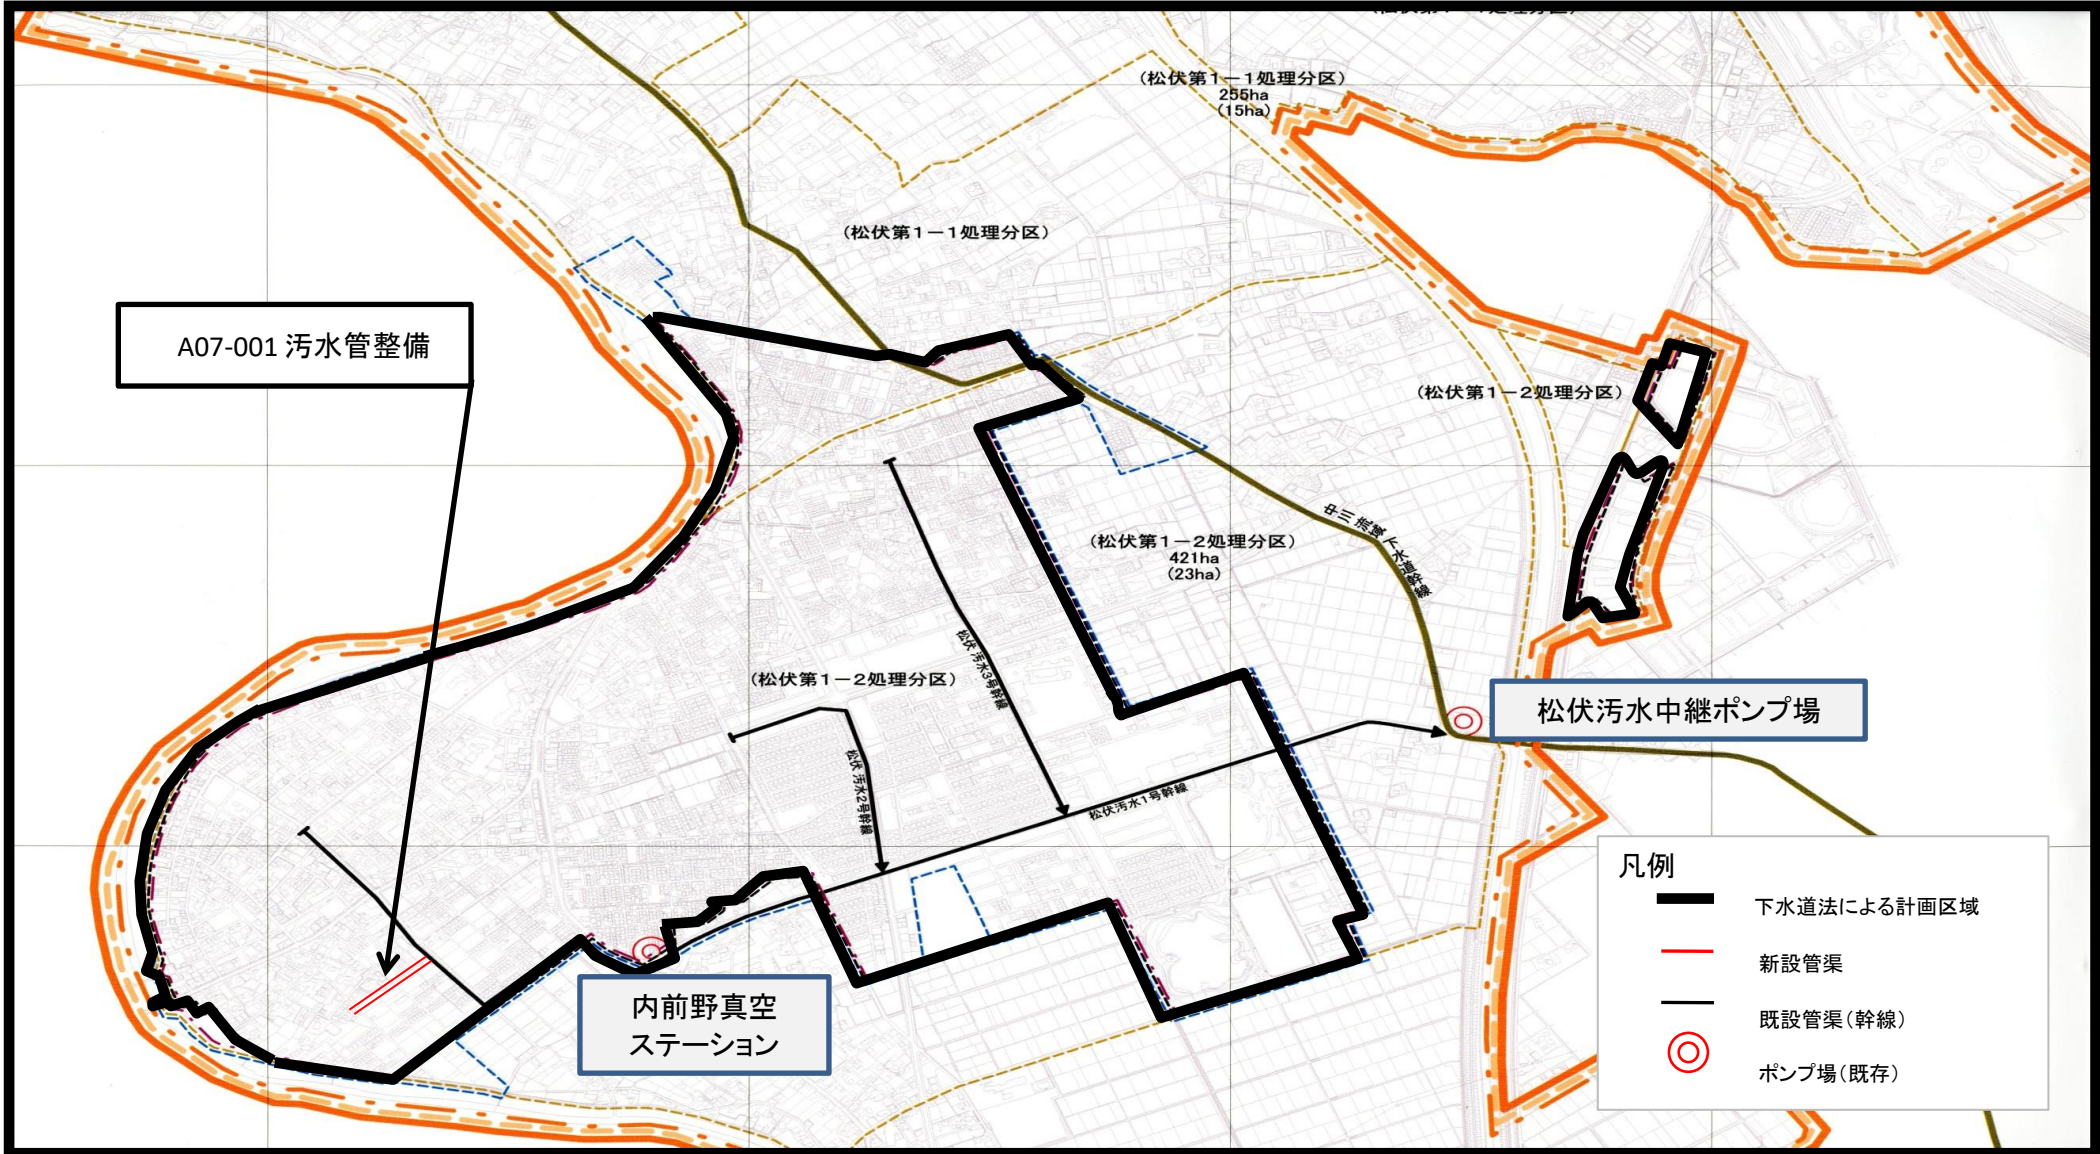 (松伏第1-1処理分区)
255ha
(15ha)
(松伏第1-1処理分区)
A07-001 汚水管整備
(松伏第1-2処理分区)
中川流域下水道幹線
(松伏第1-2処理分区)
421ha
(23ha)
松伏汚水3号幹線
(松伏第1-2処理分区)
松伏汚水中継ポンプ場
松伏汚水2号幹線
松伏汚水1号幹線
内前野真空
ステーション
凡例
下水道法による計画区域
新設管渠
既設管渠(幹線)
ポンプ場(既存)